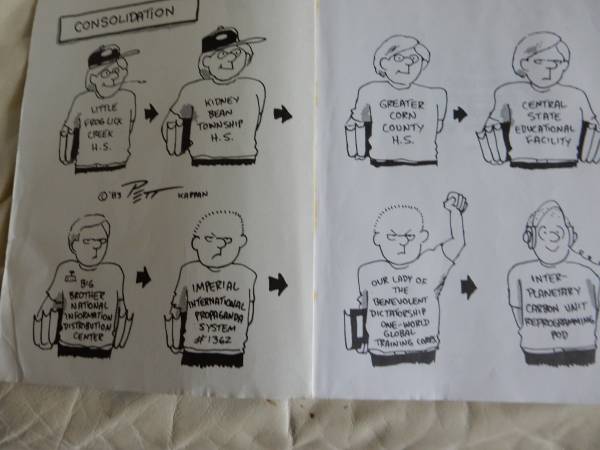 CONSOLIDATION
LITTLE
FROG LICK
CREEK
H.S.
KIDNEY
BEAN
TOWNSHIP
H.S.
GREATER
CORN
COUNTY
H.S.
CENTRAL
STATE
EDUCATIONAL
FACILITY
© '83 PETT KAPPAN
BIG
BROTHER
NATIONAL
INFORMATION
DISTRIBUTION
CENTER
IMPERIAL
INTERNATIONAL
PROPAGANDA
SYSTEM
#1362
OUR LADY OF
THE
BENEVOLENT
DICTATORSHIP
ONE-WORLD
GLOBAL
TRAINING CORPS
INTER-
PLANETARY
CARBON UNIT
REPROGRAMMING
POD